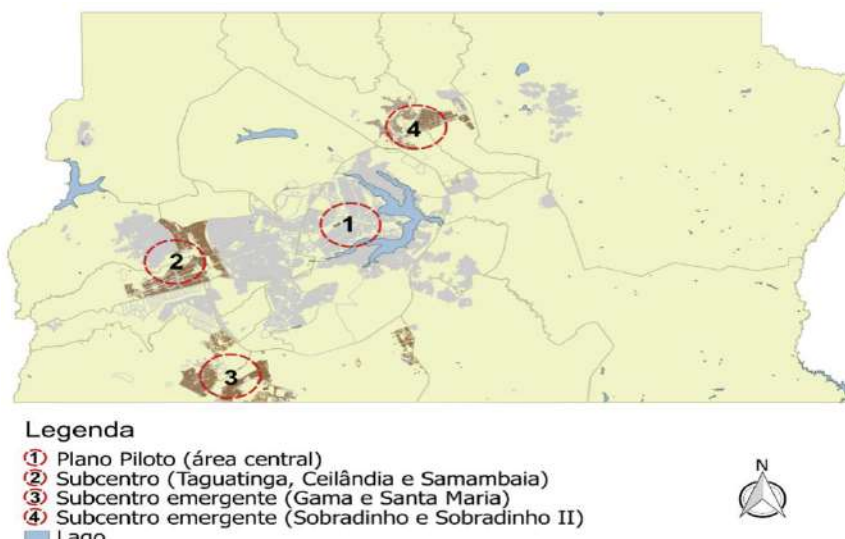 4
1
2
3
Legenda
1 Plano Piloto (área central)
2 Subcentro (Taguatinga, Ceilândia e Samambaia)
3 Subcentro emergente (Gama e Santa Maria)
4 Subcentro emergente (Sobradinho e Sobradinho II)
Lago
N